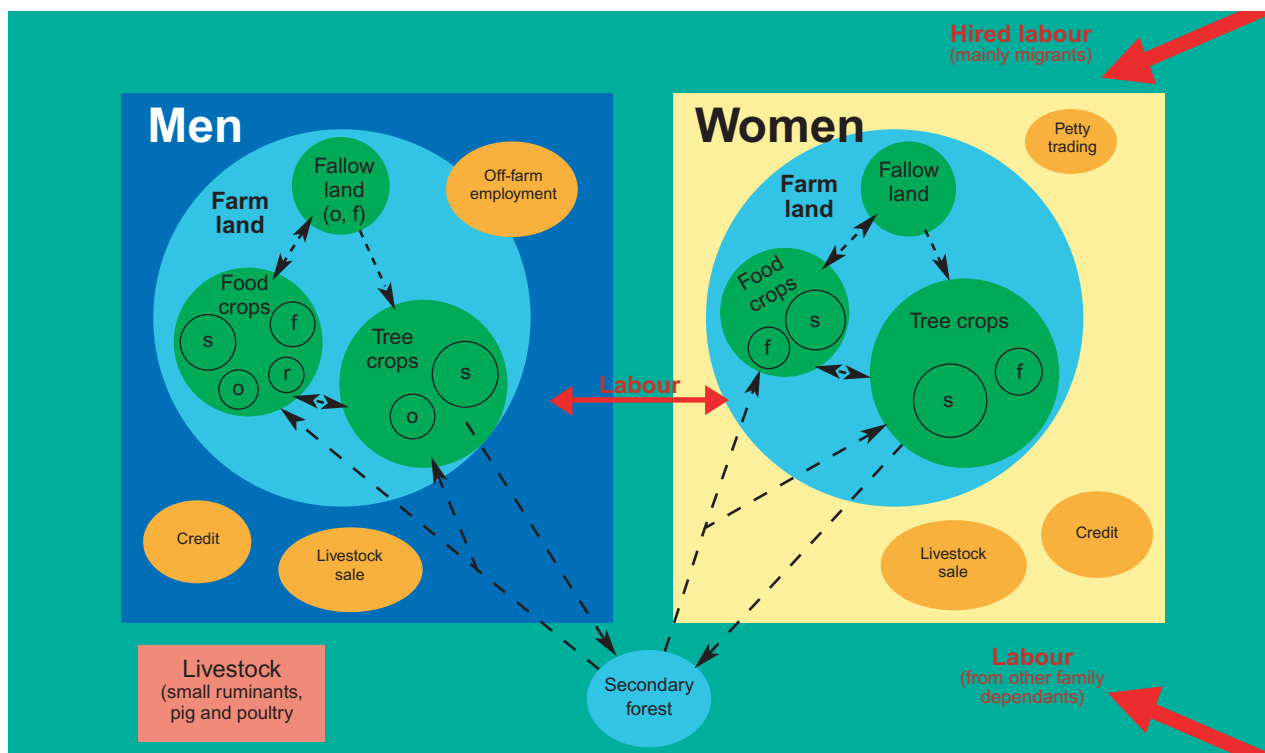 Hired labour
(mainly migrants)
Men
Fallow
land
(o, f)
Farm
land
Off-farm
employment
Food
crops
s
f
o
r
Tree
crops
s
o
Credit
Livestock
sale
Labour
Women
Petty
trading
Fallow
land
Farm
land
Food
crops
s
f
Tree crops
f
s
Livestock
sale
Credit
Livestock
(small ruminants,
pig and poultry
Secondary
forest
Labour
(from other family
dependants)